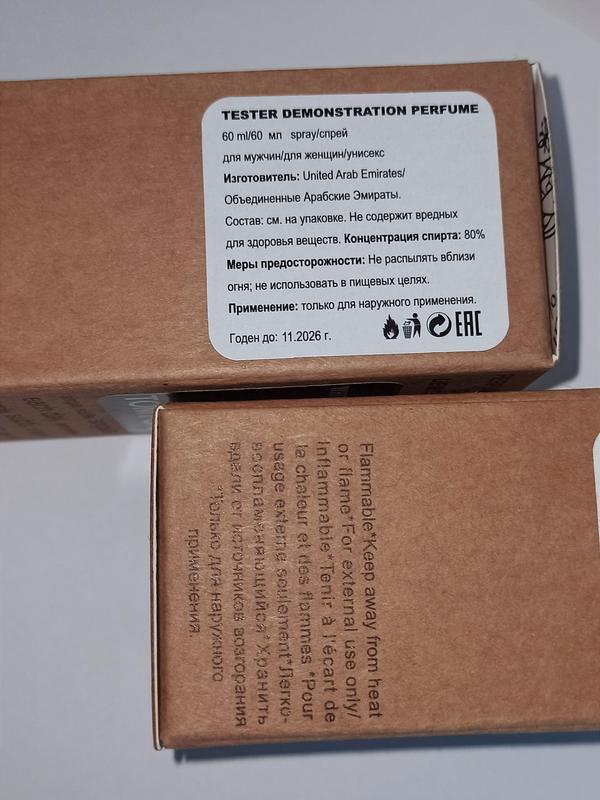 TESTER DEMONSTRATION PERFUME
60 ml/60 мл spray/спрей
для мужчин/для женщин/унисекс
Изготовитель: United Arab Emirates/
Объединенные Арабские Эмираты.
Состав: см. на упаковке. Не содержит вредных
для здоровья веществ. Концентрация спирта: 80%
Меры предосторожности: Не распылять вблизи
огня; не использовать в пищевых целях.
Применение: только для наружного применения.
Годен до: 11.2026 г.
EAC
Flammable*Keep away from heat
or flame*For external use only/
Inflammable*Tenir à l'écart de
la chaleur et des flammes *Pour
usage externe seulement*Легко-
воспламеняющийся*Хранить
вдали от источников возгорания
*Только для наружного
применения.